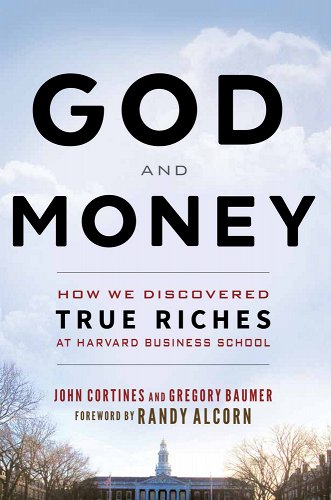 GOD
AND
MONEY
HOW WE DISCOVERED
TRUE RICHES
AT HARVARD BUSINESS SCHOOL
JOHN CORTINES AND GREGORY BAUMER
FOREWORD BY RANDY ALCORN